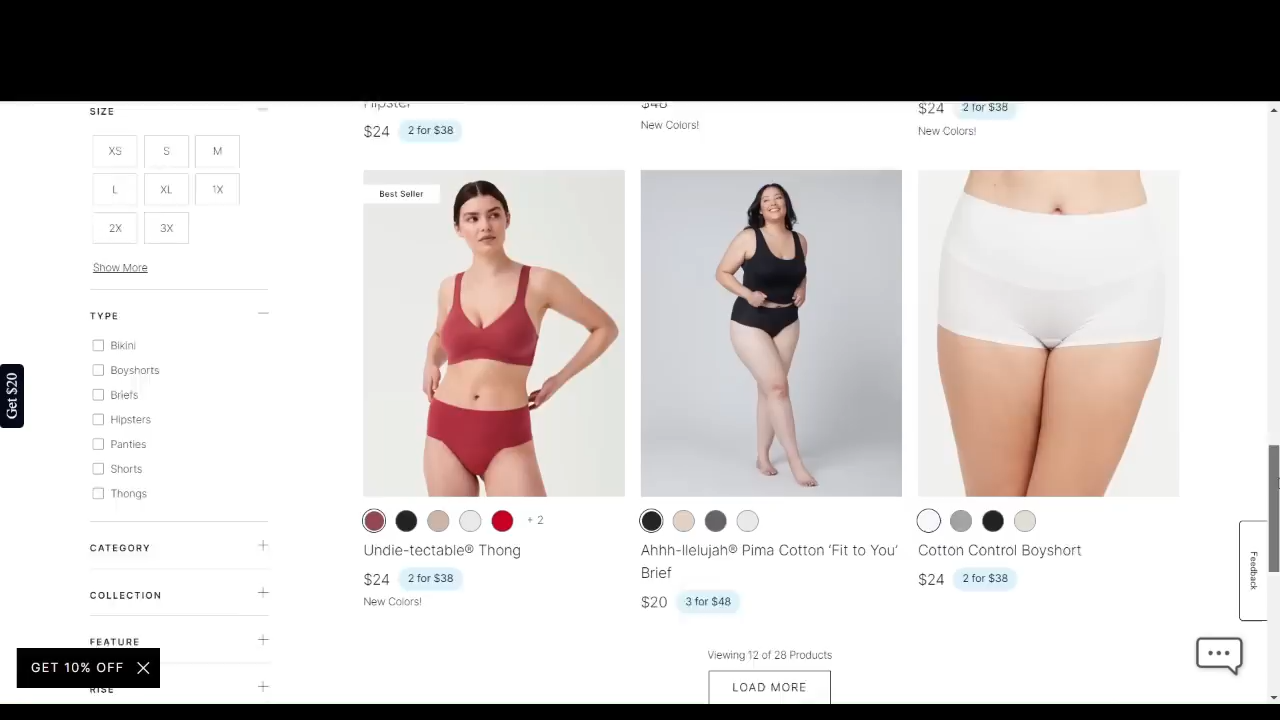 SIZE
XS
S
M
L
XL
1X
2X
3X
Show More
TYPE
Bikini
Boyshorts
Briefs
Hipsters
Panties
Shorts
Thongs
CATEGORY
COLLECTION
FEATURE
RISE
Get $20
GET 10% OFF
Hipster
$24 2 for $38
$48
New Colors!
$24 2 for $38
New Colors!
Best Seller
+ 2
Undie-tectable® Thong
$24 2 for $38
New Colors!
Ahhh-llelujah® Pima Cotton ‘Fit to You’
Brief
$20 3 for $48
Cotton Control Boyshort
$24 2 for $38
Viewing 12 of 28 Products
LOAD MORE
Feedback